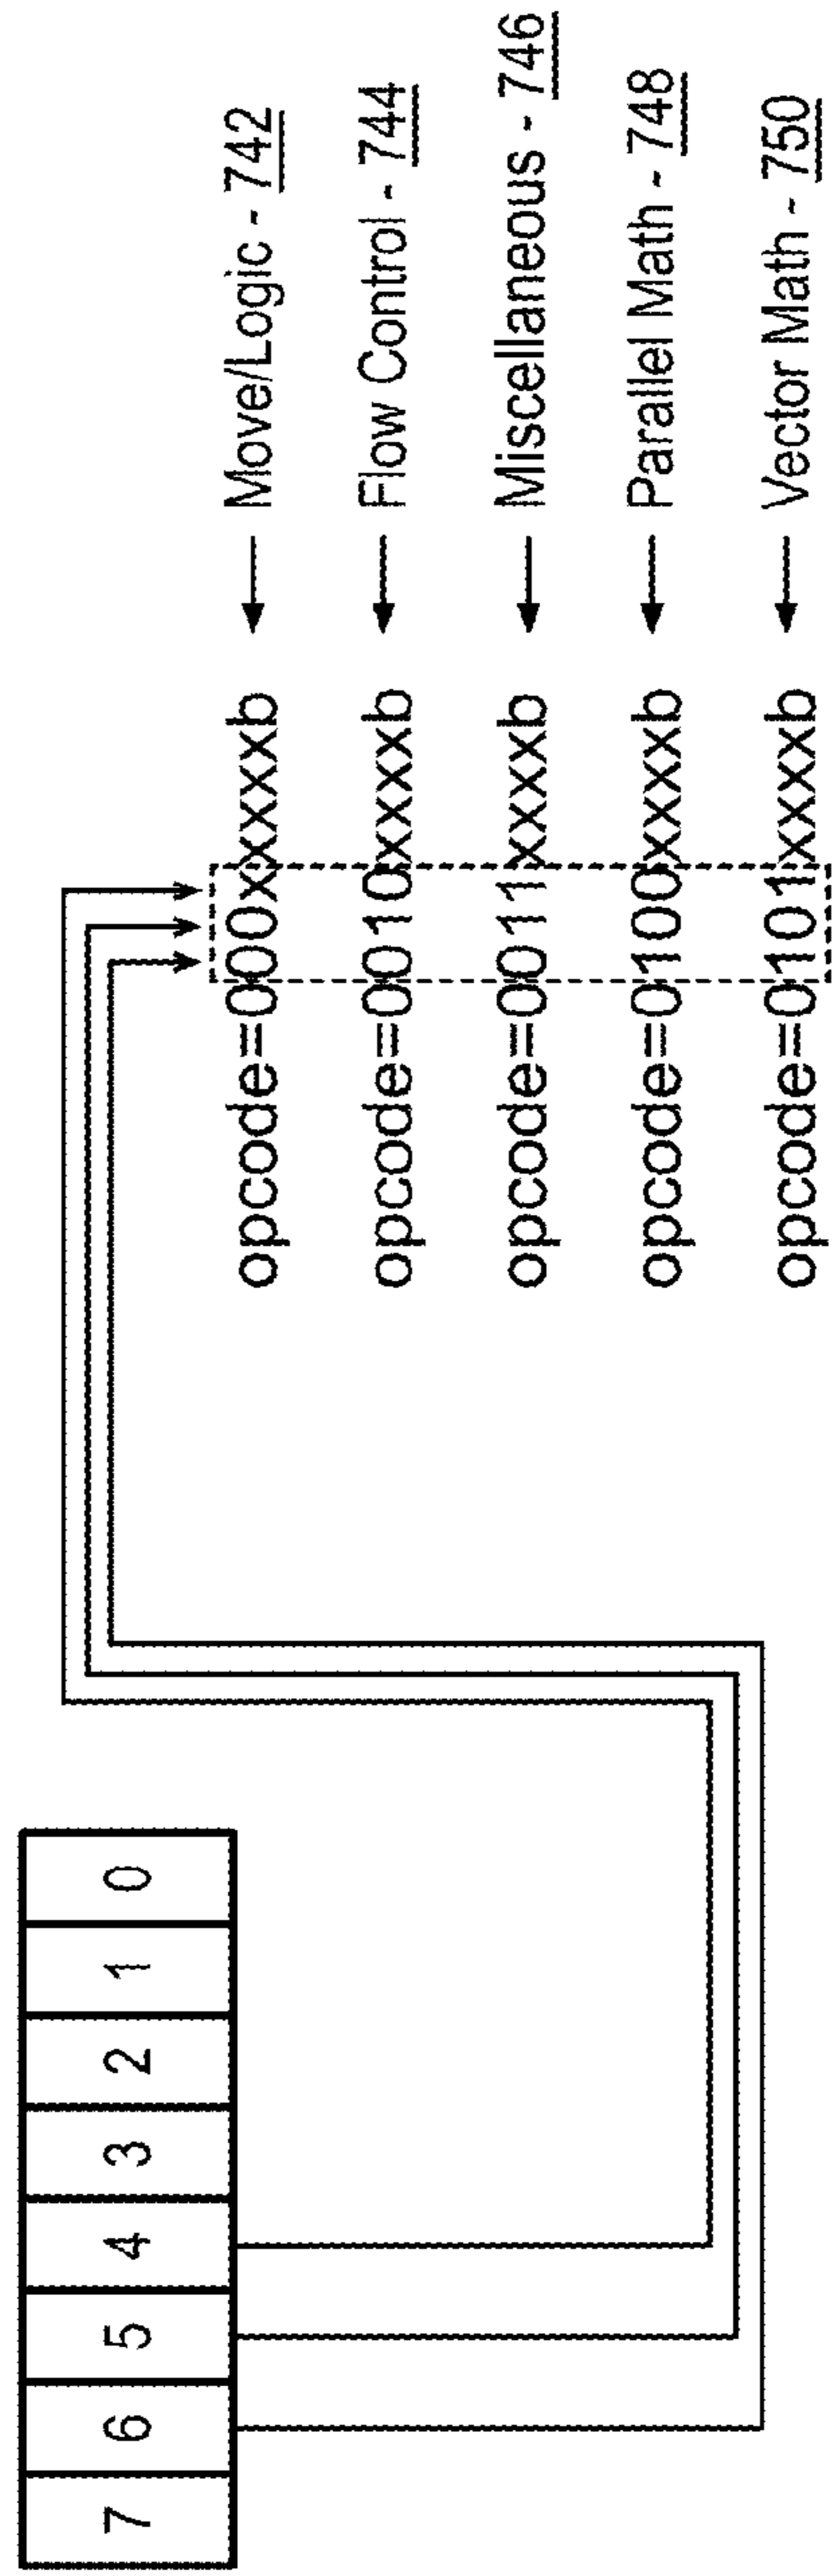 7 6 5 4 3 2 1 0
opcode=000xxxxxb ← Move/Logic - 742
opcode=0010xxxxb ← Flow Control - 744
opcode=0011xxxxb ← Miscellaneous - 746
opcode=0100xxxxb ← Parallel Math - 748
opcode=0101xxxxb ← Vector Math - 750